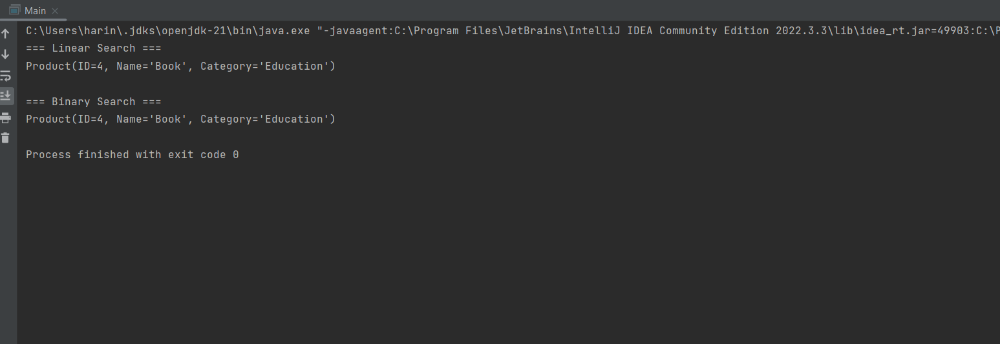 Main
C:\Users\harin\.jdks\openjdk-21\bin\java.exe "-javaagent:C:\Program Files\JetBrains\IntelliJ IDEA Community Edition 2022.3.3\lib\idea_rt.jar=49903:C:\P
=== Linear Search ===
Product(ID=4, Name='Book', Category='Education')
=== Binary Search ===
Product(ID=4, Name='Book', Category='Education')
Process finished with exit code 0